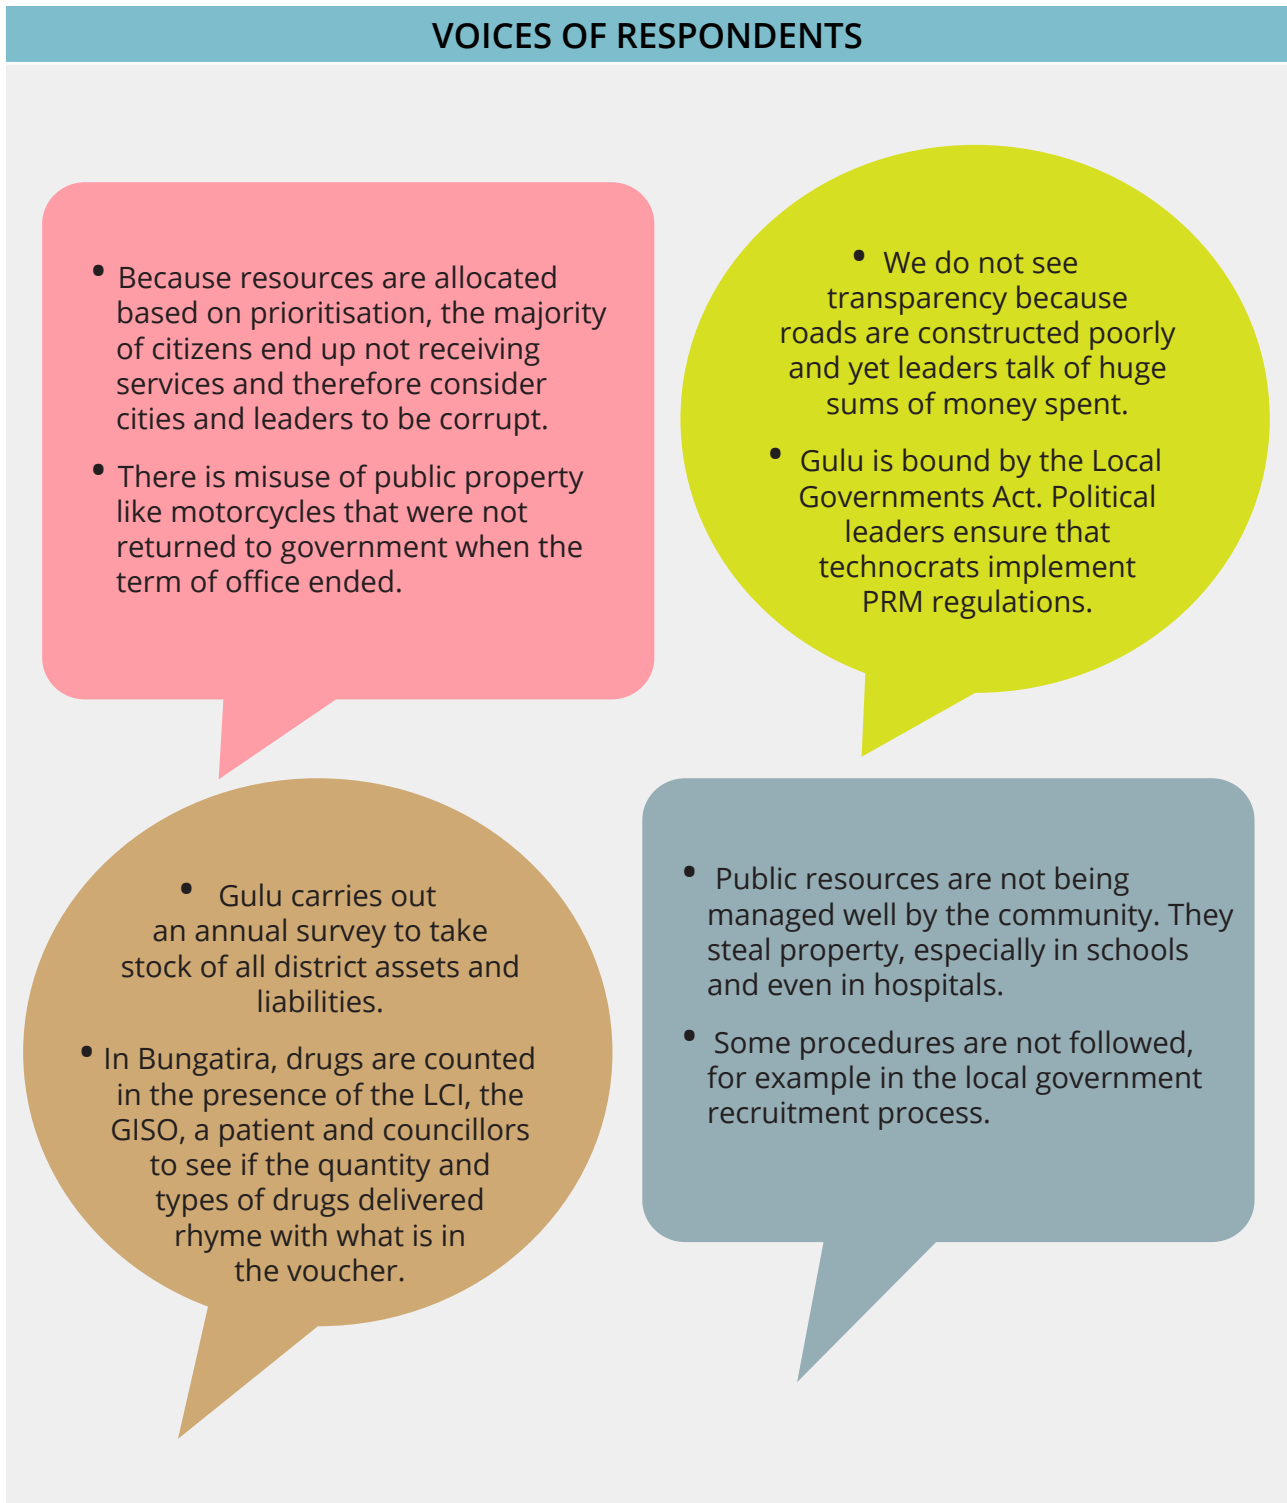 VOICES OF RESPONDENTS
• Because resources are allocated
based on prioritisation, the majority
of citizens end up not receiving
services and therefore consider
cities and leaders to be corrupt.
• There is misuse of public property
like motorcycles that were not
returned to government when the
term of office ended.
• We do not see
transparency because
roads are constructed poorly
and yet leaders talk of huge
sums of money spent.
• Gulu is bound by the Local
Governments Act. Political
leaders ensure that
technocrats implement
PRM regulations.
• Gulu carries out
an annual survey to take
stock of all district assets and
liabilities.
• In Bungatira, drugs are counted
in the presence of the LCI, the
GISO, a patient and councillors
to see if the quantity and
types of drugs delivered
rhyme with what is in
the voucher.
• Public resources are not being
managed well by the community. They
steal property, especially in schools
and even in hospitals.
• Some procedures are not followed,
for example in the local government
recruitment process.